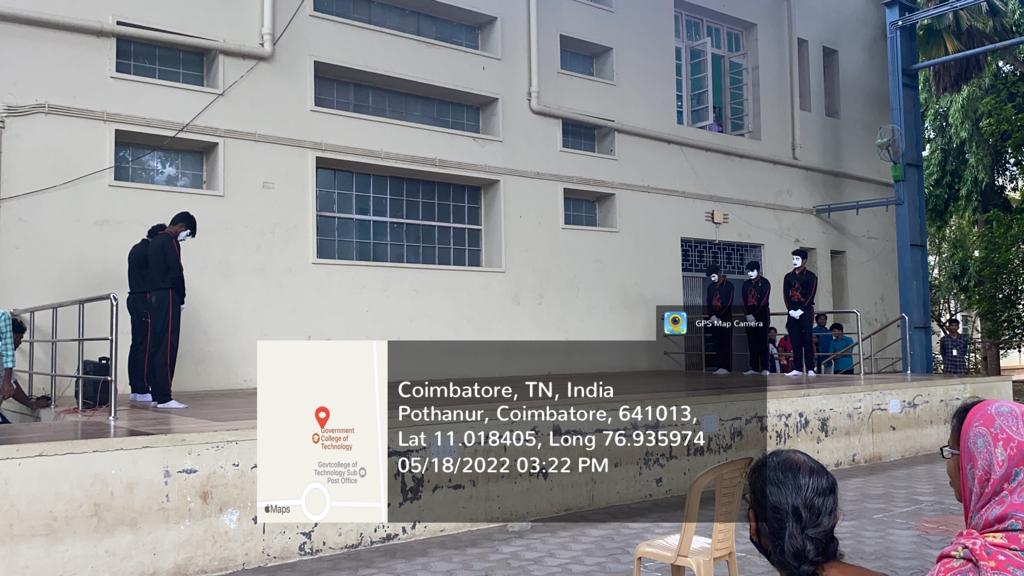 GPS Map Camera
Coimbatore, TN, India
Pothanur, Coimbatore, 641013,
Lat 11.018405, Long 76.935974
05/18/2022 03:22 PM
Government
College of
Technology
Govtcollege of
Technology Sub
Post Office
Maps